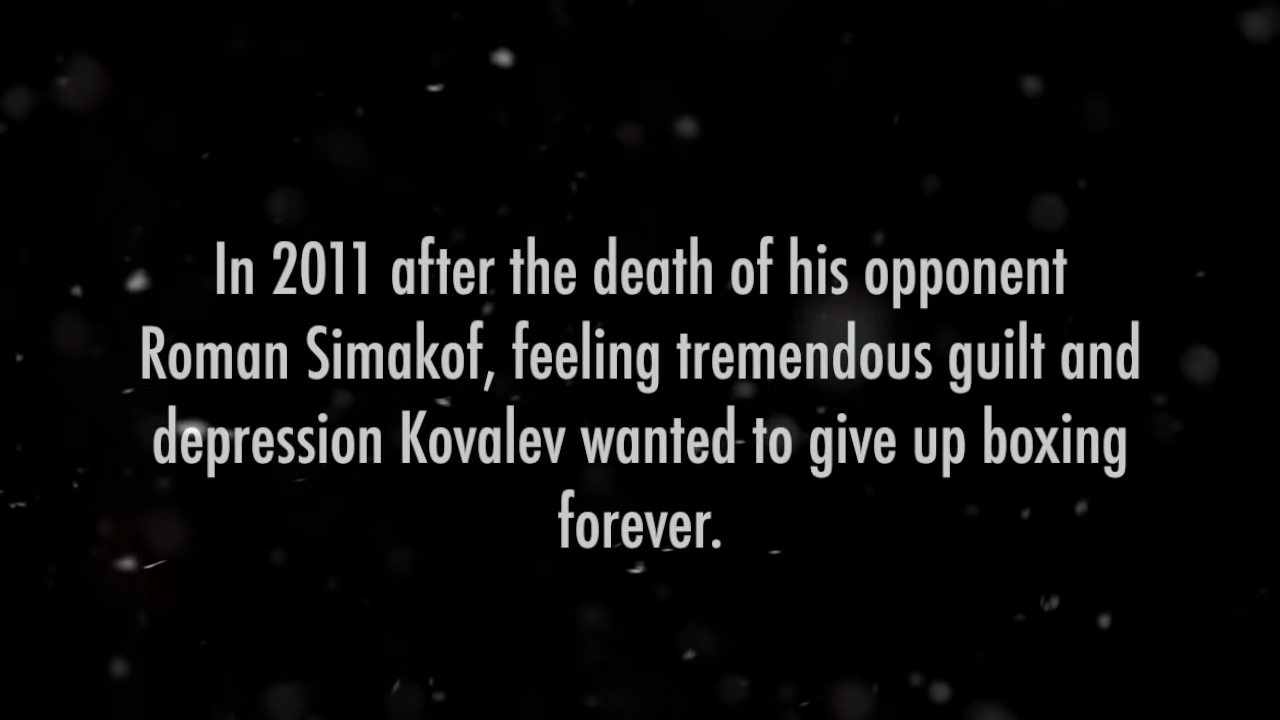 In 2011 after the death of his opponent
Roman Simakof, feeling tremendous guilt and
depression Kovalev wanted to give up boxing
forever.